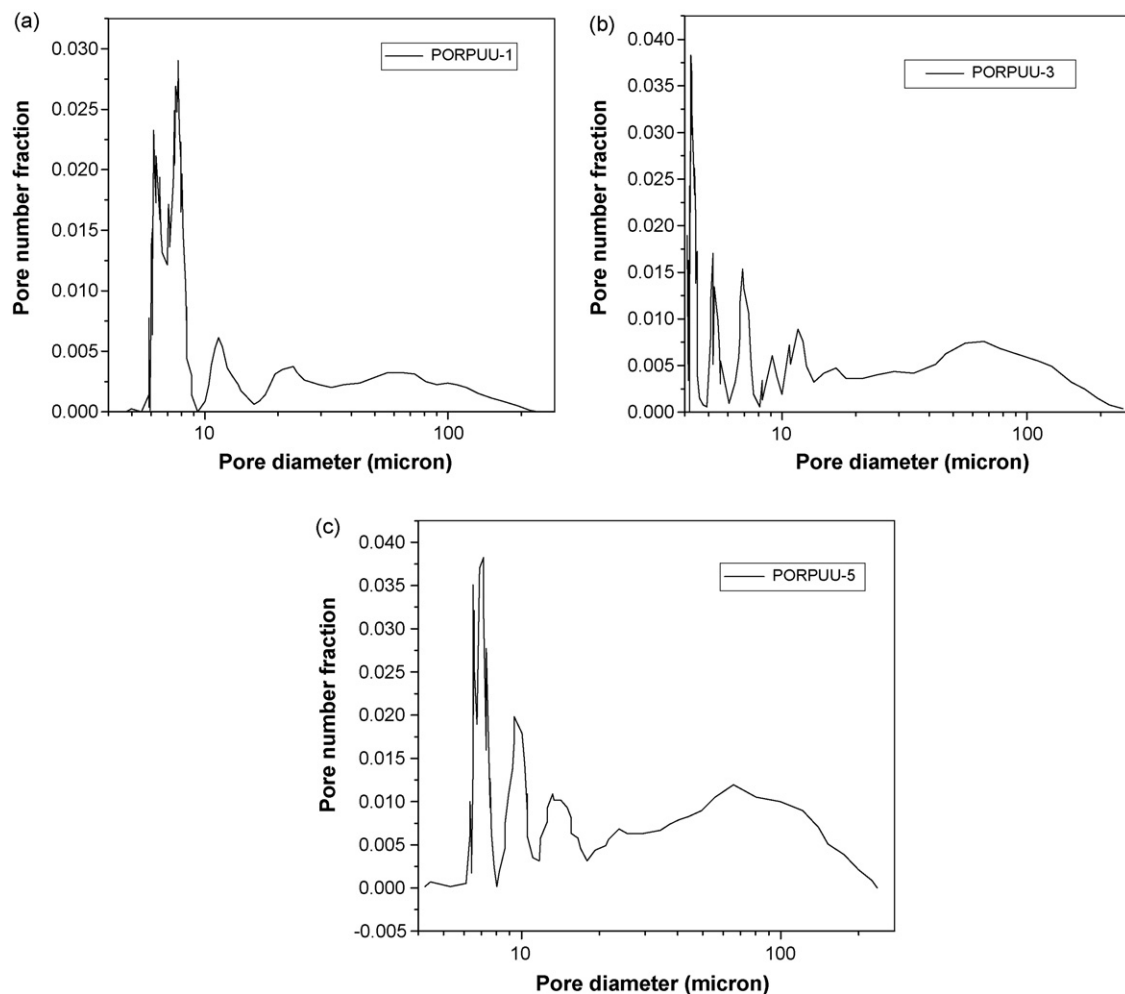 (a)
PORPUU-1
0.030
0.025
0.020
0.015
0.010
0.005
0.000
Pore number fraction
10
100
Pore diameter (micron)
(b)
PORPUU-3
0.040
0.035
0.030
0.025
0.020
0.015
0.010
0.005
0.000
Pore number fraction
10
100
Pore diameter (micron)
(c)
PORPUU-5
0.040
0.035
0.030
0.025
0.020
0.015
0.010
0.005
0.000
-0.005
Pore number fraction
10
100
Pore diameter (micron)